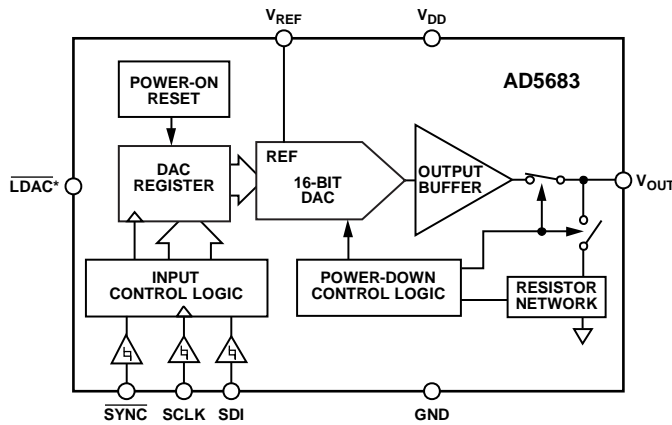 VREF
VDD
POWER-ON
RESET
AD5683
LDAC*
DAC
REGISTER
REF
16-BIT
DAC
OUTPUT
BUFFER
VOUT
INPUT
CONTROL LOGIC
POWER-DOWN
CONTROL LOGIC
RESISTOR
NETWORK
SYNC
SCLK
SDI
GND